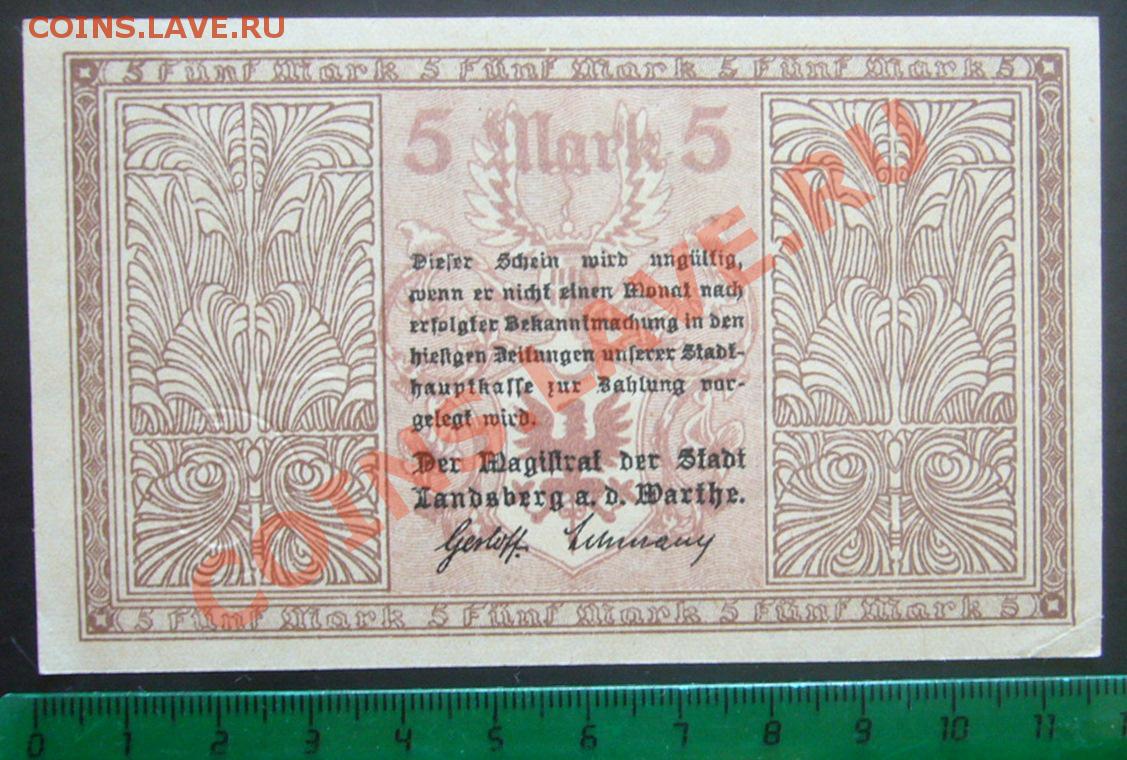 COINS.LAVE.RU
5 Fünf Mark 5 Fünf Mark 5 Fünf Mark 5
5 Mark 5
Dieser Schein wird ungültig,
wenn er nicht einen Monat nach
erfolgter Bekanntmachung in den
hiesigen Zeitungen unserer Stadt-
hauptkasse zur Zahlung vor-
gelegt wird.
Der Magistrat der Stadt
Landsberg a. d. Warthe.
Gerloff. Lehmann
5 Fünf Mark 5 Fünf Mark 5 Fünf Mark 5
COINS.LAVE.RU
0 1 2 3 4 5 6 7 8 9 10 11